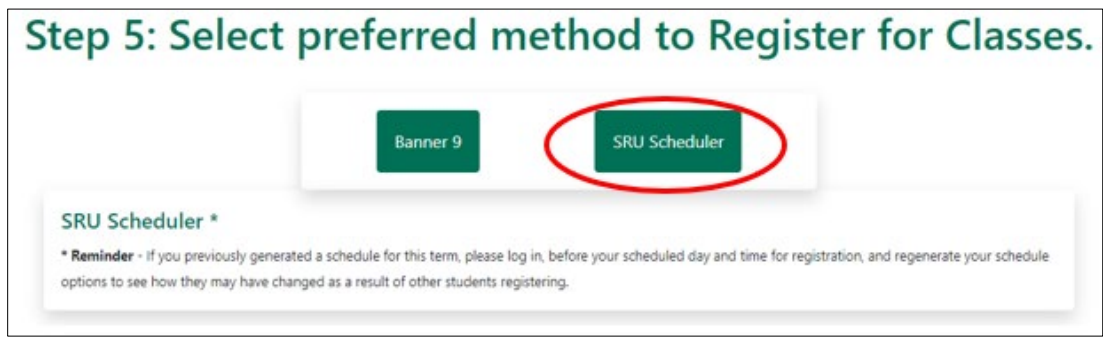 Step 5: Select preferred method to Register for Classes.
Banner 9
SRU Scheduler
SRU Scheduler *
* Reminder - If you previously generated a schedule for this term, please log in, before your scheduled day and time for registration, and regenerate your schedule
options to see how they may have changed as a result of other students registering.